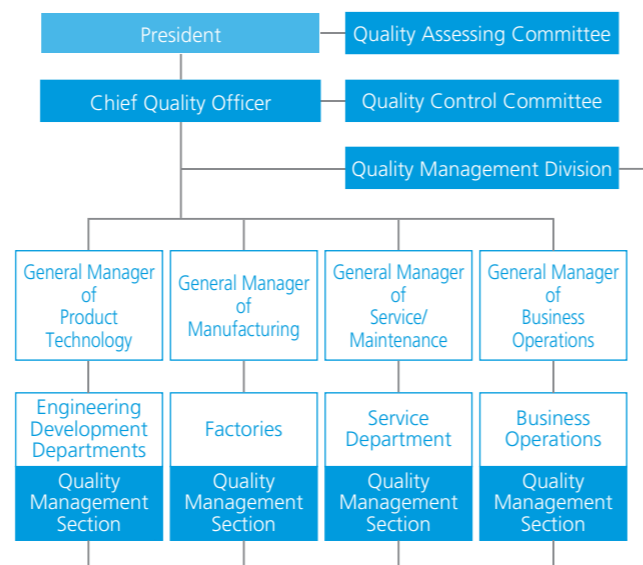 President
Quality Assessing Committee
Chief Quality Officer
Quality Control Committee
Quality Management Division
General Manager
of
Product
Technology
General Manager
of
Manufacturing
General Manager
of
Service/
Maintenance
General Manager
of
Business
Operations
Engineering
Development
Departments
Factories
Service
Department
Business
Operations
Quality
Management
Section
Quality
Management
Section
Quality
Management
Section
Quality
Management
Section